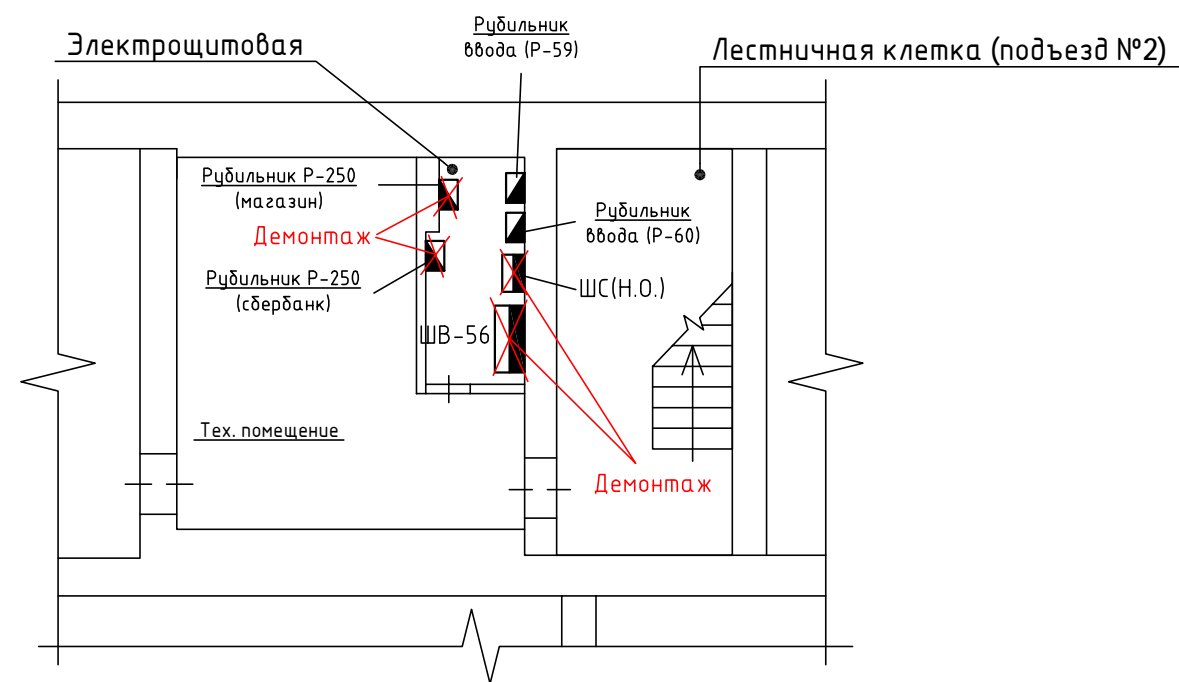 Электрощитовая
Рубильник
ввода (Р-59)
Лестничная клетка (подъезд №2)
Рубильник Р-250
(магазин)
Демонтаж
Рубильник
ввода (Р-60)
Рубильник Р-250
(сбербанк)
ШС(Н.О.)
ШВ-56
Тех. помещение
Демонтаж